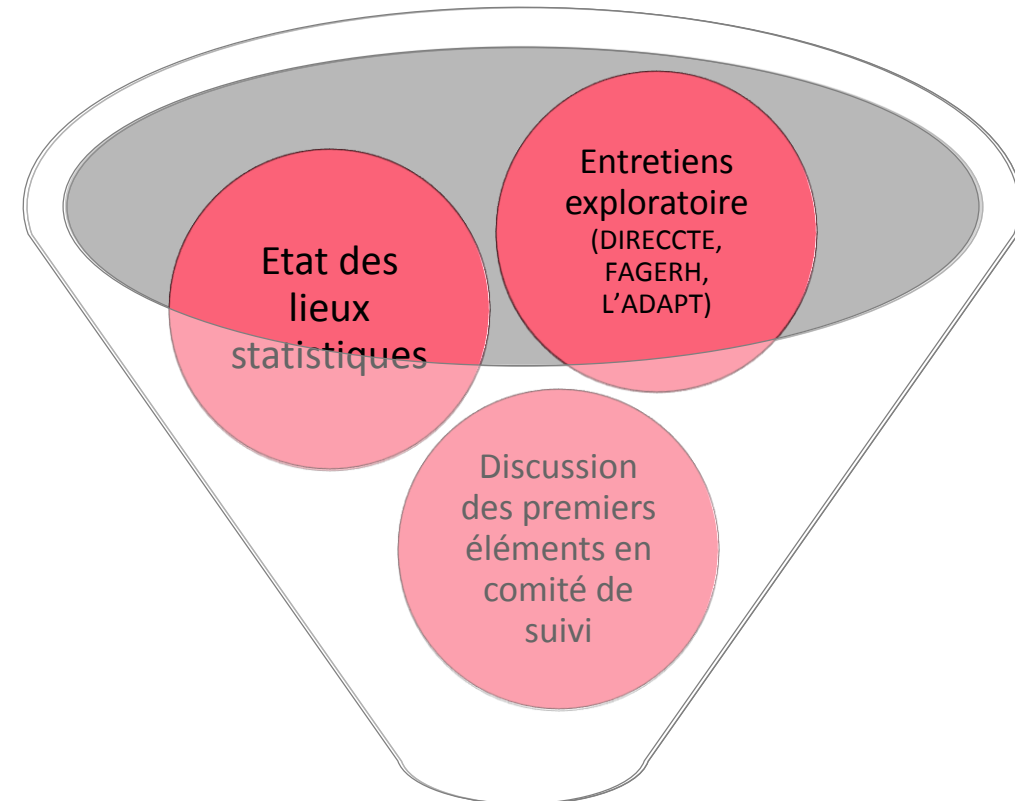 Etat des
lieux
statistiques
Entretiens
exploratoire
(DIRECCTE,
FAGERH,
L'ADAPT)
Discussion
des premiers
éléments en
comité de
suivi